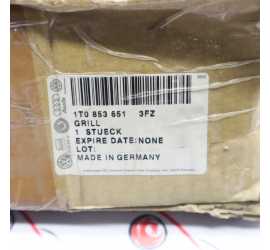 1T0 853 651 3FZ
GRILL
1 STUECK
EXPIRE DATE:NONE
LOT:
MADE IN GERMANY